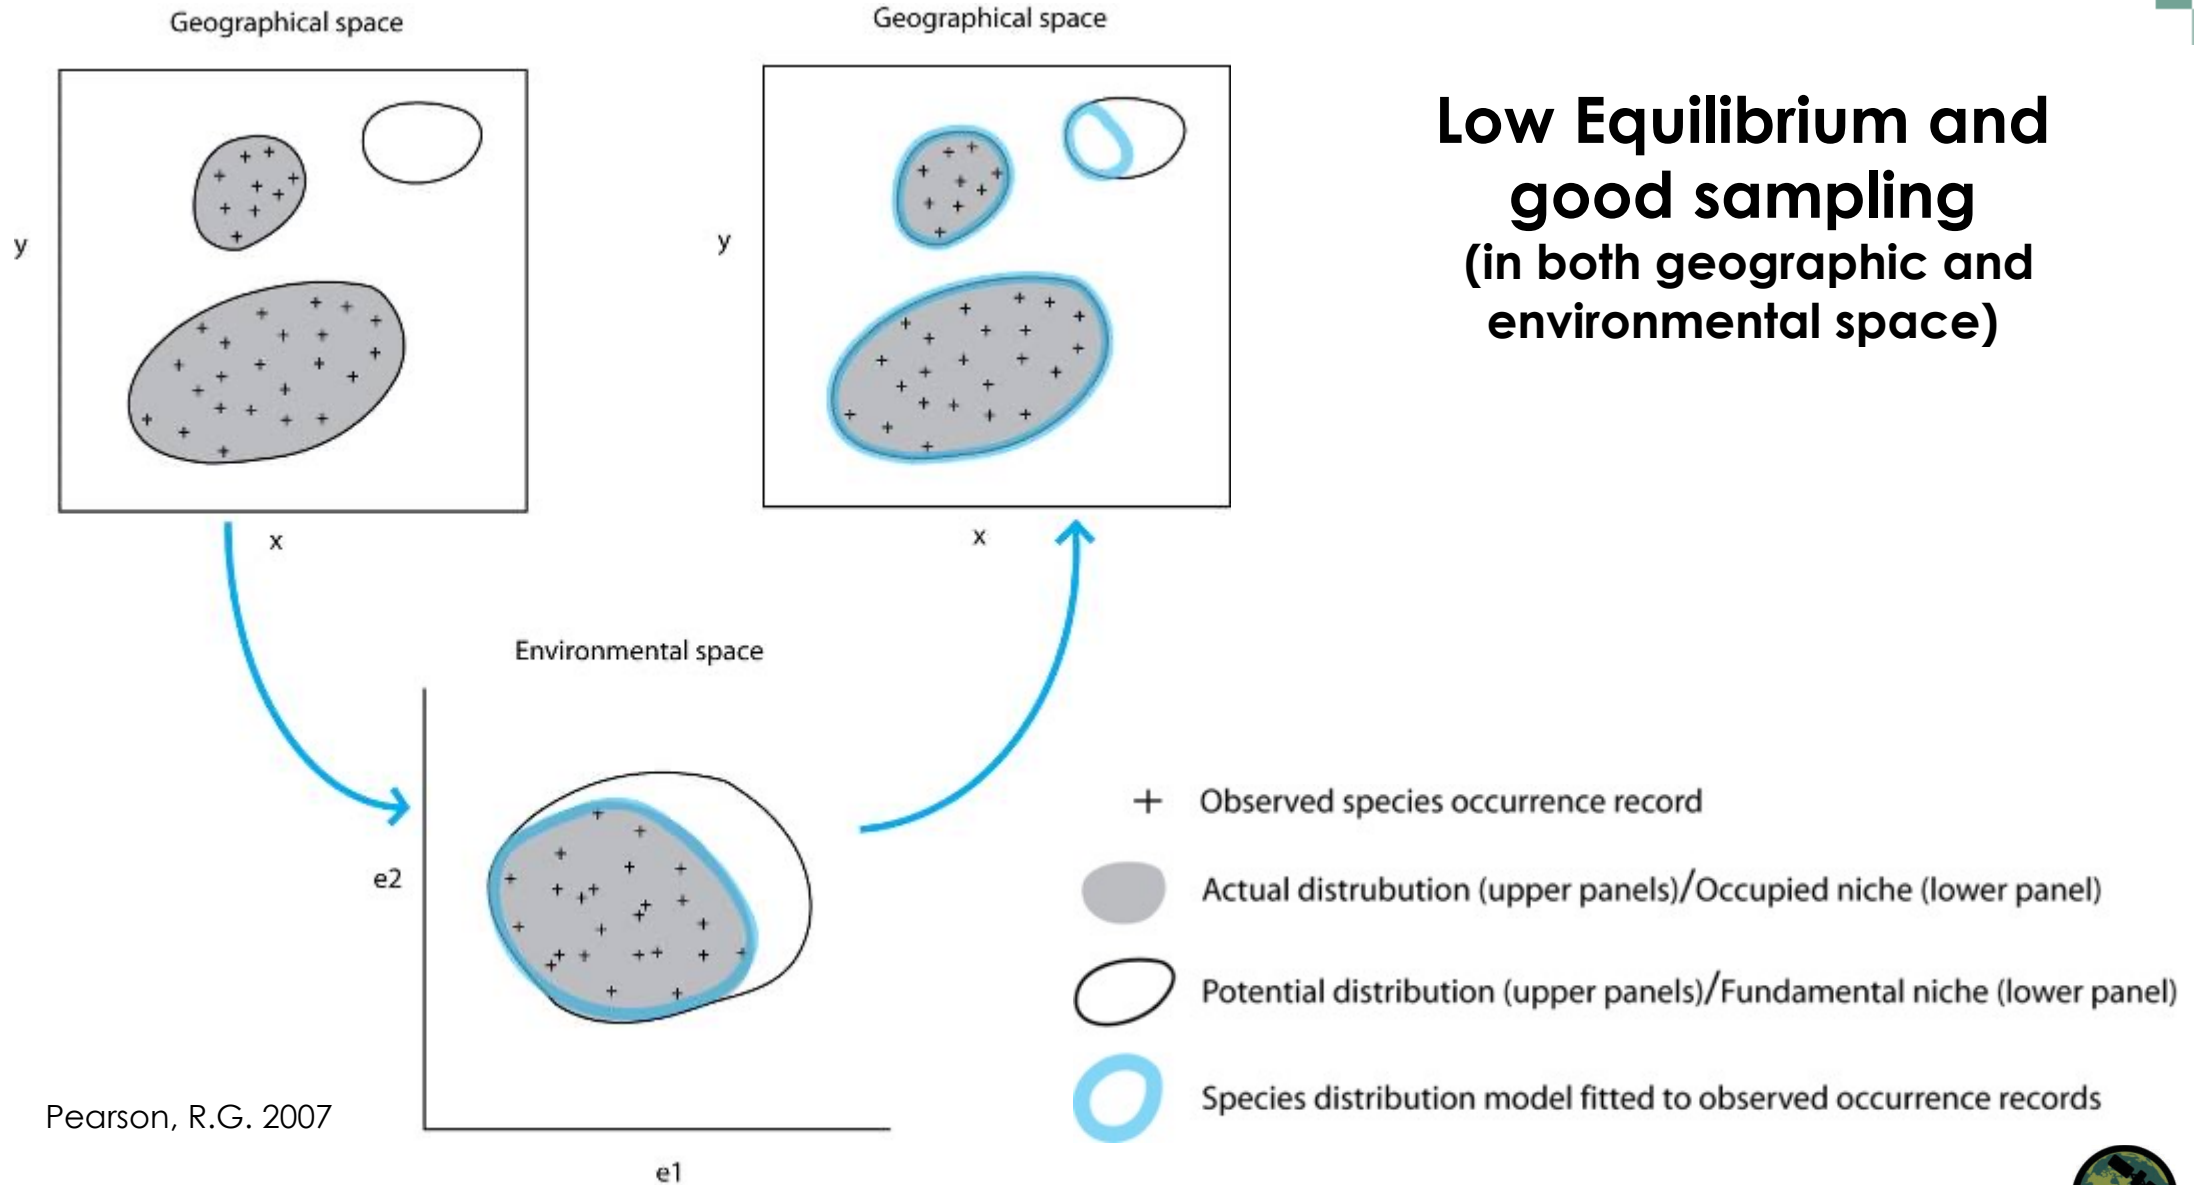 Geographical space
Geographical space
Low Equilibrium and
good sampling
(in both geographic and
environmental space)
y
y
x
x
Environmental space
e2
e1
+ Observed species occurrence record
Actual distrubution (upper panels)/Occupied niche (lower panel)
Potential distribution (upper panels)/Fundamental niche (lower panel)
Species distribution model fitted to observed occurrence records
Pearson, R.G. 2007